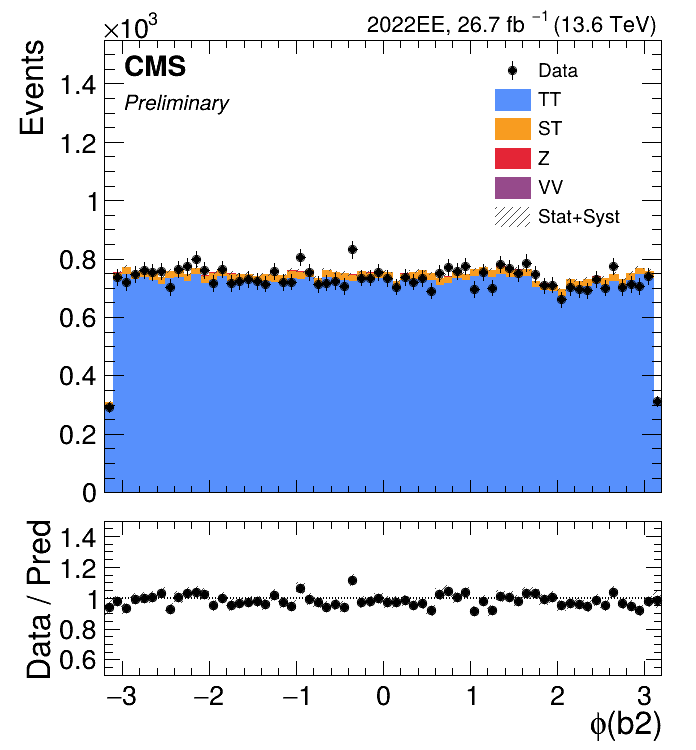 ×10³
2022EE, 26.7 fb⁻¹ (13.6 TeV)
CMS
Preliminary
Events
Data
TT
ST
Z
VV
Stat+Syst
1.4
1.2
1
0.8
0.6
0.4
0.2
0
Data / Pred
1.4
1.2
1
0.8
0.6
−3 −2 −1 0 1 2 3
ϕ(b2)